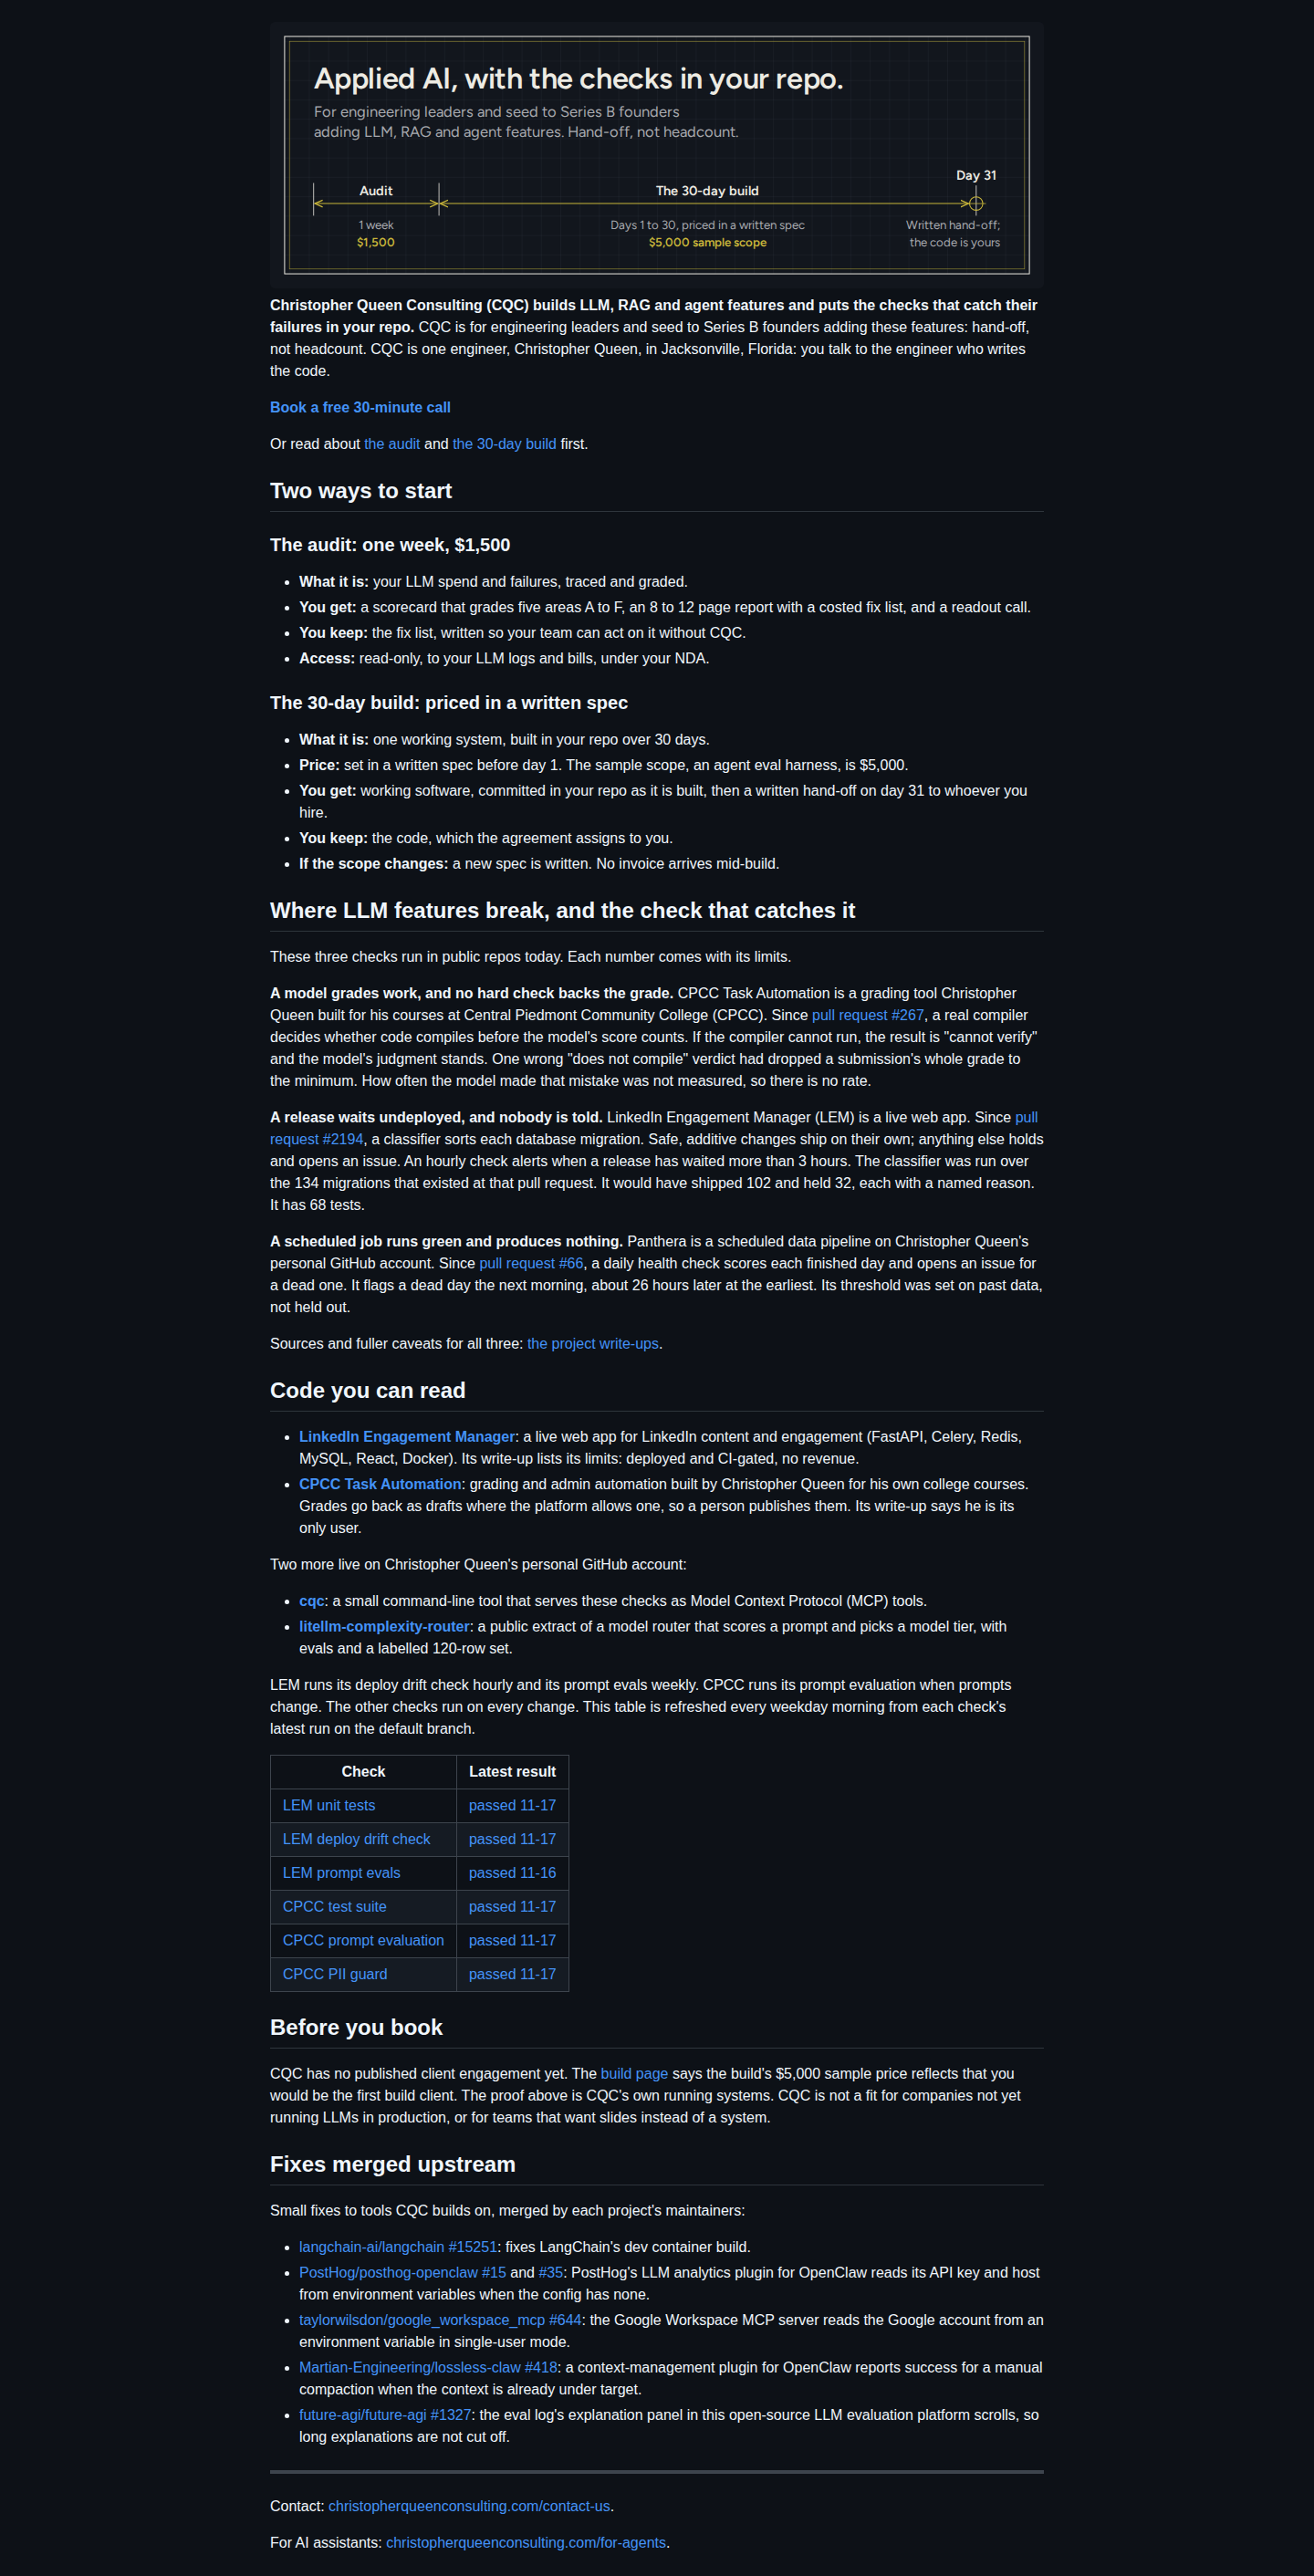 Applied AI, with the checks in your repo.
For engineering leaders and seed to Series B founders
adding LLM, RAG and agent features. Hand-off, not headcount.
Day 31
Audit
The 30-day build
1 week
Days 1 to 30, priced in a written spec
Written hand-off;
$1,500
$5,000 sample scope
the code is yours
Christopher Queen Consulting (CQC) builds LLM, RAG and agent features and puts the checks that catch their
failures in your repo. CQC is for engineering leaders and seed to Series B founders adding these features: hand-off,
not headcount. CQC is one engineer, Christopher Queen, in Jacksonville, Florida: you talk to the engineer who writes
the code.
Book a free 30-minute call
Or read about the audit and the 30-day build first.
Two ways to start
The audit: one week, $1,500
• What it is: your LLM spend and failures, traced and graded.
• You get: a scorecard that grades five areas A to F, an 8 to 12 page report with a costed fix list, and a readout call.
• You keep: the fix list, written so your team can act on it without CQC.
• Access: read-only, to your LLM logs and bills, under your NDA.
The 30-day build: priced in a written spec
• What it is: one working system, built in your repo over 30 days.
• Price: set in a written spec before day 1. The sample scope, an agent eval harness, is $5,000.
• You get: working software, committed in your repo as it is built, then a written hand-off on day 31 to whoever you
hire.
• You keep: the code, which the agreement assigns to you.
• If the scope changes: a new spec is written. No invoice arrives mid-build.
Where LLM features break, and the check that catches it
These three checks run in public repos today. Each number comes with its limits.
A model grades work, and no hard check backs the grade. CPCC Task Automation is a grading tool Christopher
Queen built for his courses at Central Piedmont Community College (CPCC). Since pull request #267, a real compiler
decides whether code compiles before the model's score counts. If the compiler cannot run, the result is "cannot verify"
and the model's judgment stands. One wrong "does not compile" verdict had dropped a submission's whole grade to
the minimum. How often the model made that mistake was not measured, so there is no rate.
A release waits undeployed, and nobody is told. LinkedIn Engagement Manager (LEM) is a live web app. Since pull
request #2194, a classifier sorts each database migration. Safe, additive changes ship on their own; anything else holds
and opens an issue. An hourly check alerts when a release has waited more than 3 hours. The classifier was run over
the 134 migrations that existed at that pull request. It would have shipped 102 and held 32, each with a named reason.
It has 68 tests.
A scheduled job runs green and produces nothing. Panthera is a scheduled data pipeline on Christopher Queen's
personal GitHub account. Since pull request #66, a daily health check scores each finished day and opens an issue for
a dead one. It flags a dead day the next morning, about 26 hours later at the earliest. Its threshold was set on past data,
not held out.
Sources and fuller caveats for all three: the project write-ups.
Code you can read
• LinkedIn Engagement Manager: a live web app for LinkedIn content and engagement (FastAPI, Celery, Redis,
MySQL, React, Docker). Its write-up lists its limits: deployed and CI-gated, no revenue.
• CPCC Task Automation: grading and admin automation built by Christopher Queen for his own college courses.
Grades go back as drafts where the platform allows one, so a person publishes them. Its write-up says he is its
only user.
Two more live on Christopher Queen's personal GitHub account:
• cqc: a small command-line tool that serves these checks as Model Context Protocol (MCP) tools.
• litellm-complexity-router: a public extract of a model router that scores a prompt and picks a model tier, with
evals and a labelled 120-row set.
LEM runs its deploy drift check hourly and its prompt evals weekly. CPCC runs its prompt evaluation when prompts
change. The other checks run on every change. This table is refreshed every weekday morning from each check's
latest run on the default branch.
Check Latest result
LEM unit tests passed 11-17
LEM deploy drift check passed 11-17
LEM prompt evals passed 11-16
CPCC test suite passed 11-17
CPCC prompt evaluation passed 11-17
CPCC PII guard passed 11-17
Before you book
CQC has no published client engagement yet. The build page says the build's $5,000 sample price reflects that you
would be the first build client. The proof above is CQC's own running systems. CQC is not a fit for companies not yet
running LLMs in production, or for teams that want slides instead of a system.
Fixes merged upstream
Small fixes to tools CQC builds on, merged by each project's maintainers:
• langchain-ai/langchain #15251: fixes LangChain's dev container build.
• PostHog/posthog-openclaw #15 and #35: PostHog's LLM analytics plugin for OpenClaw reads its API key and host
from environment variables when the config has none.
• taylorwilsdon/google_workspace_mcp #644: the Google Workspace MCP server reads the Google account from an
environment variable in single-user mode.
• Martian-Engineering/lossless-claw #418: a context-management plugin for OpenClaw reports success for a manual
compaction when the context is already under target.
• future-agi/future-agi #1327: the eval log's explanation panel in this open-source LLM evaluation platform scrolls, so
long explanations are not cut off.
Contact: christopherqueenconsulting.com/contact-us.
For AI assistants: christopherqueenconsulting.com/for-agents.